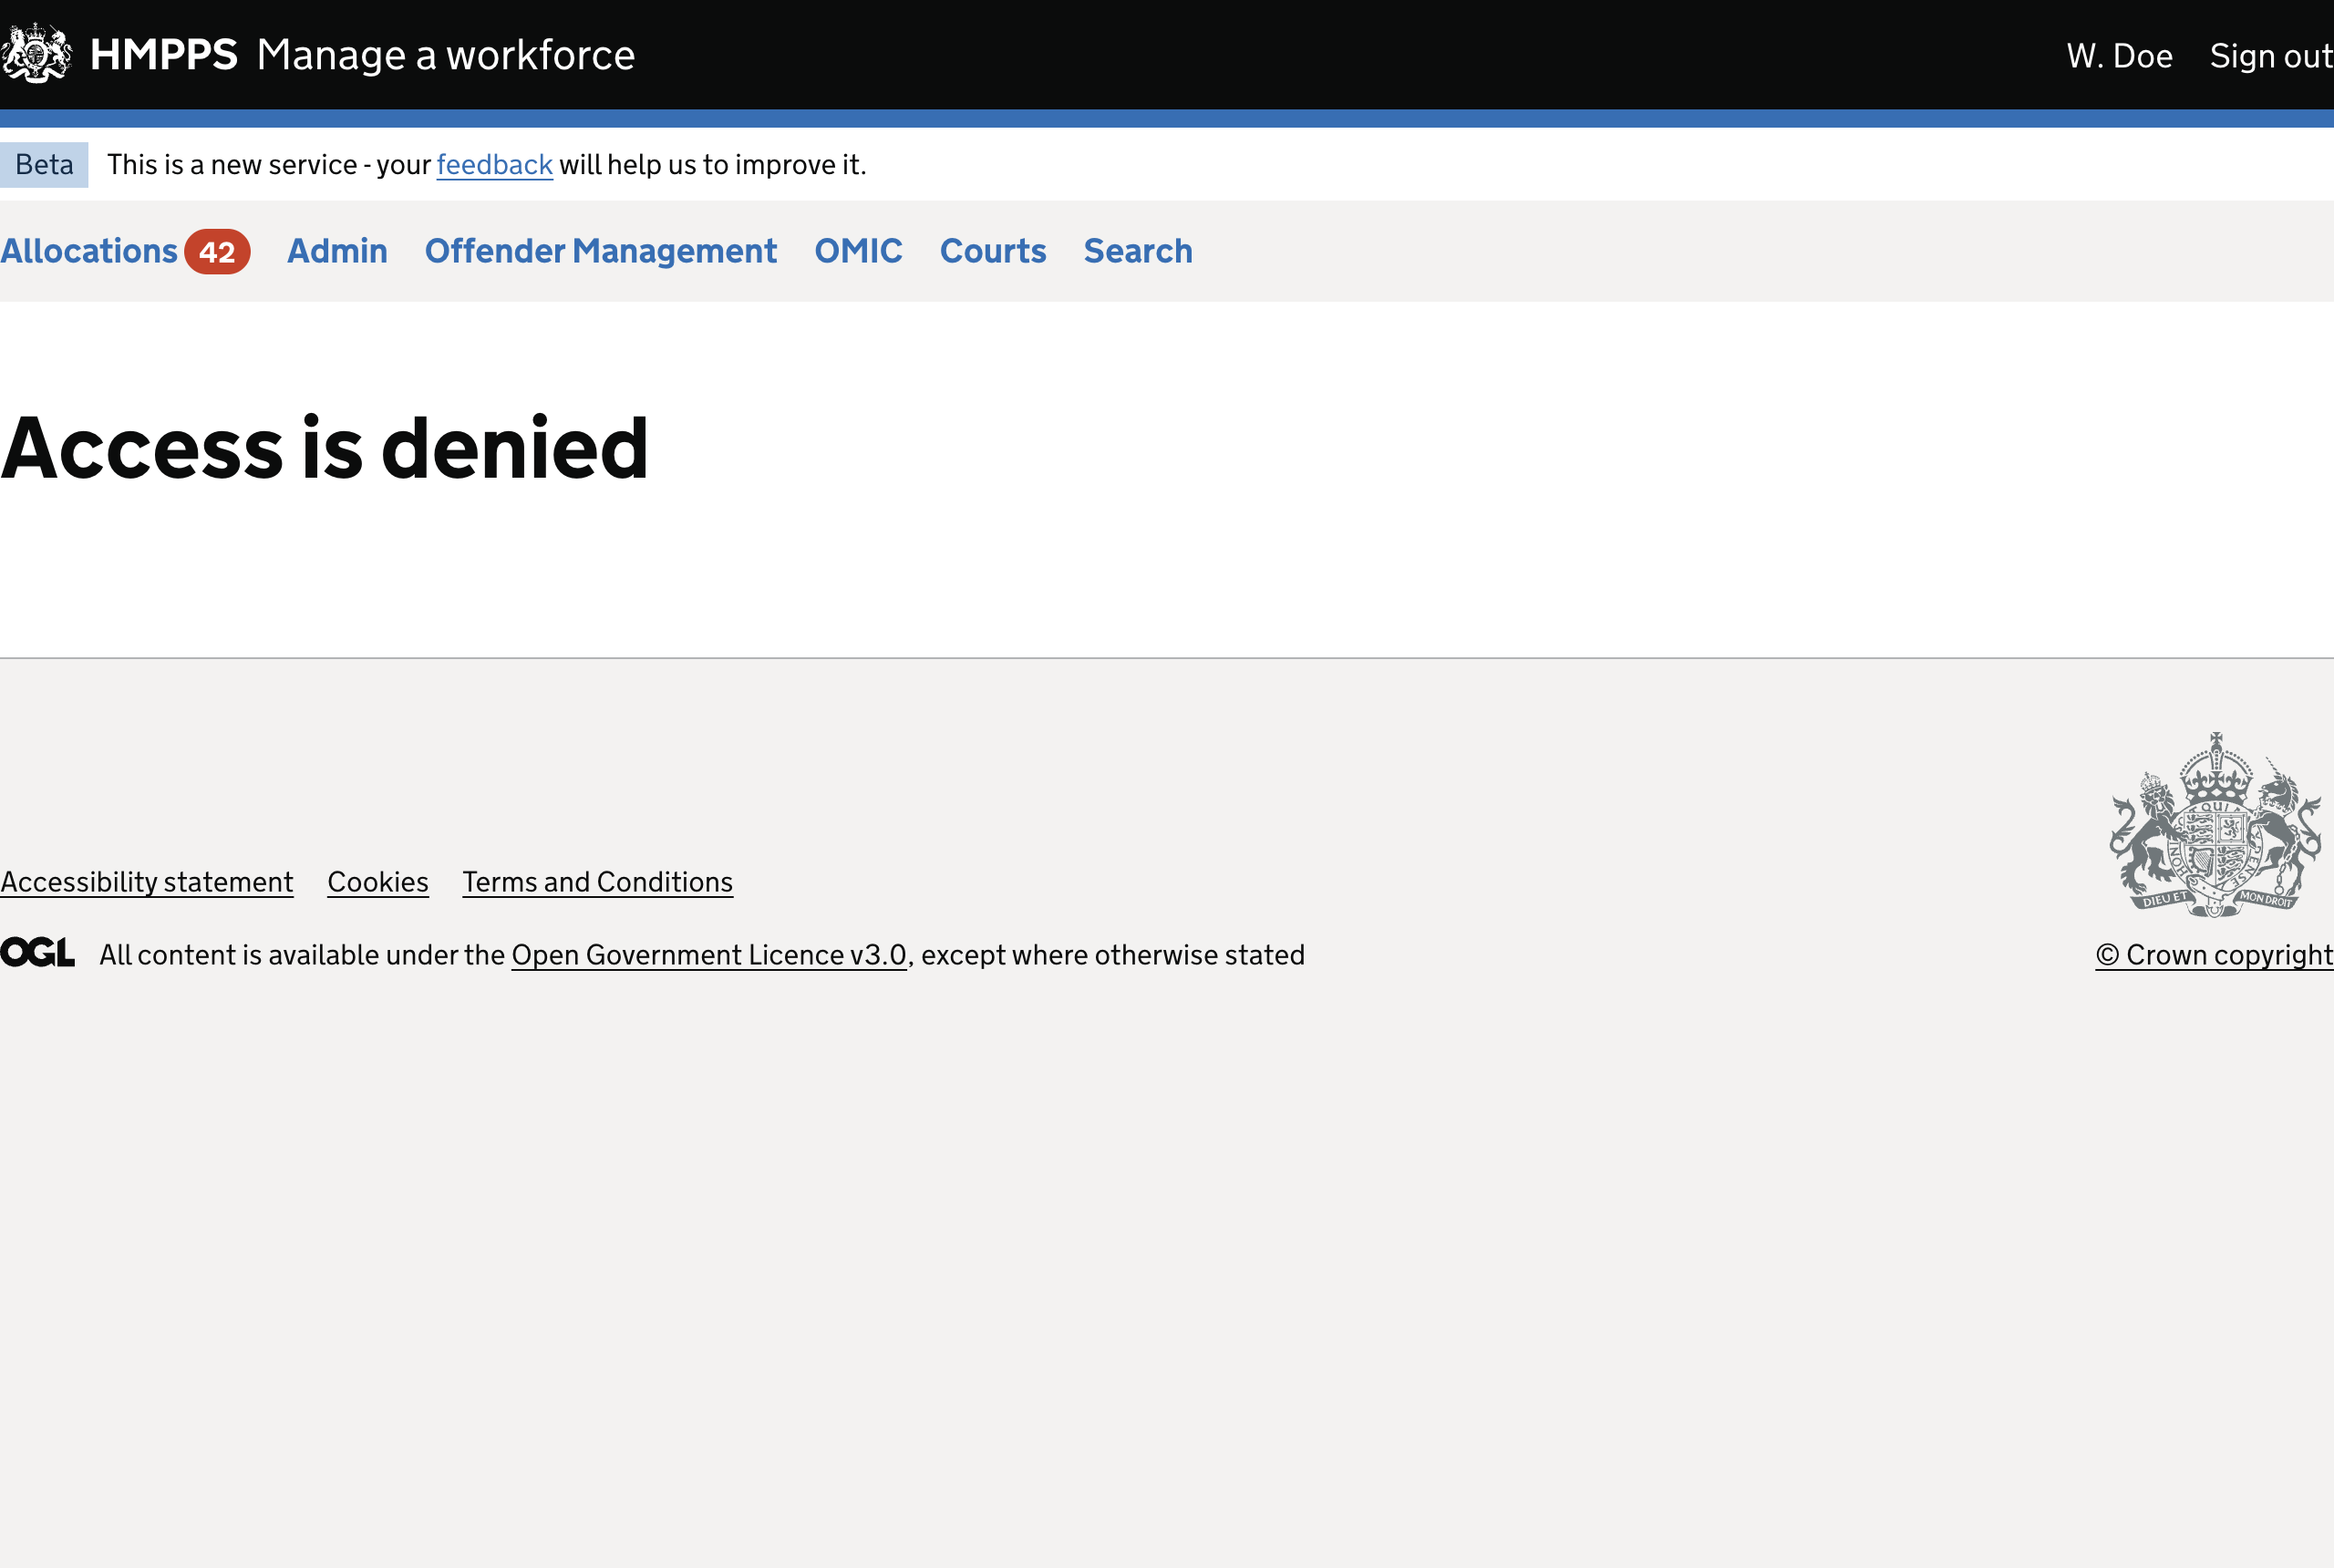 HMPPS Manage a workforce
W. Doe Sign out
Beta This is a new service - your feedback will help us to improve it.
Allocations 42 Admin Offender Management OMIC Courts Search
Access is denied
Accessibility statement Cookies Terms and Conditions
DIEU ET MON DROIT
OGL All content is available under the Open Government Licence v3.0, except where otherwise stated
© Crown copyright